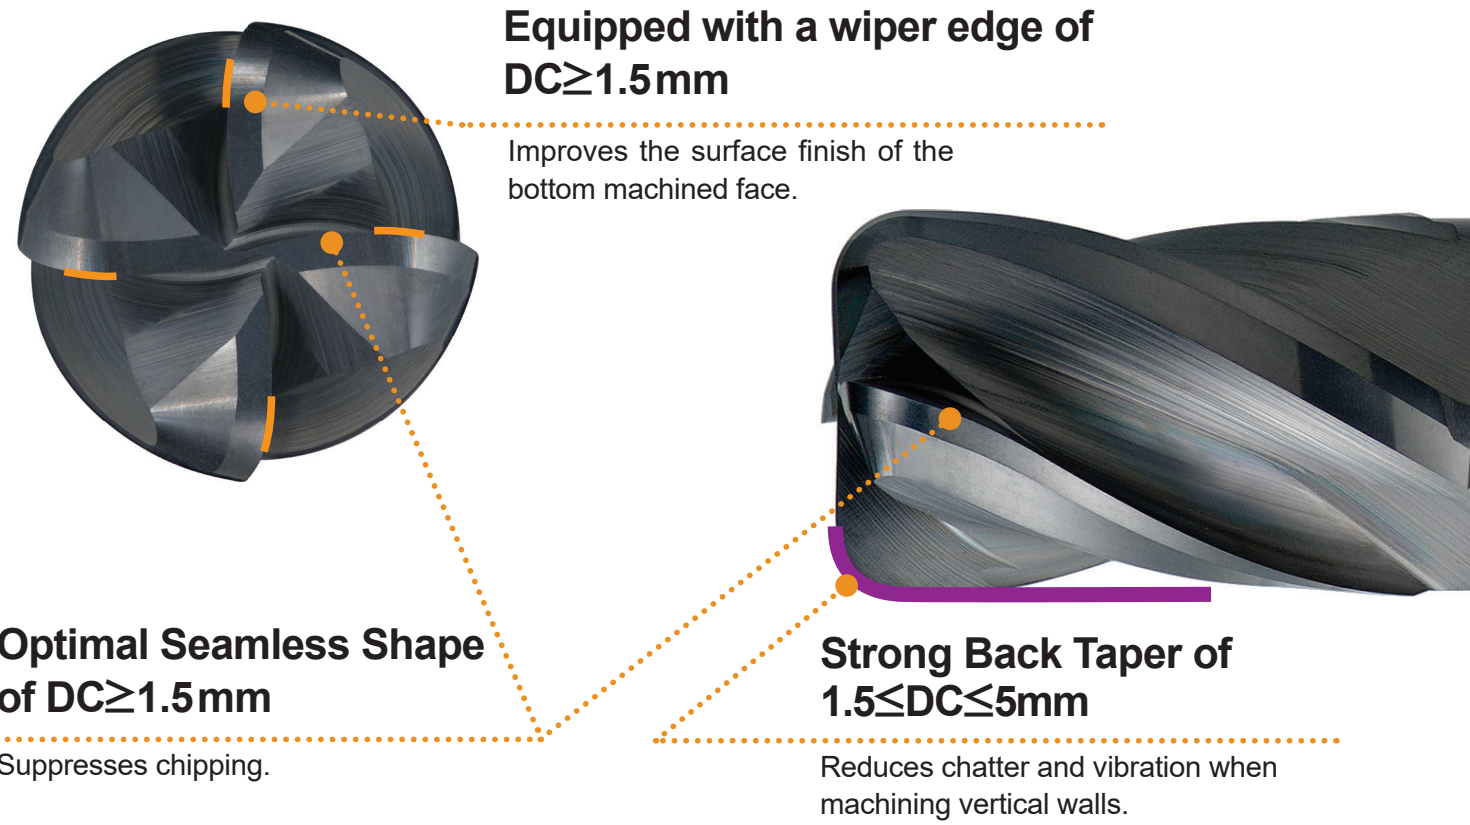 Equipped with a wiper edge of
DC≥1.5mm
Improves the surface finish of the
bottom machined face.
Optimal Seamless Shape
of DC≥1.5mm
Suppresses chipping.
Strong Back Taper of
1.5≤DC≤5mm
Reduces chatter and vibration when
machining vertical walls.